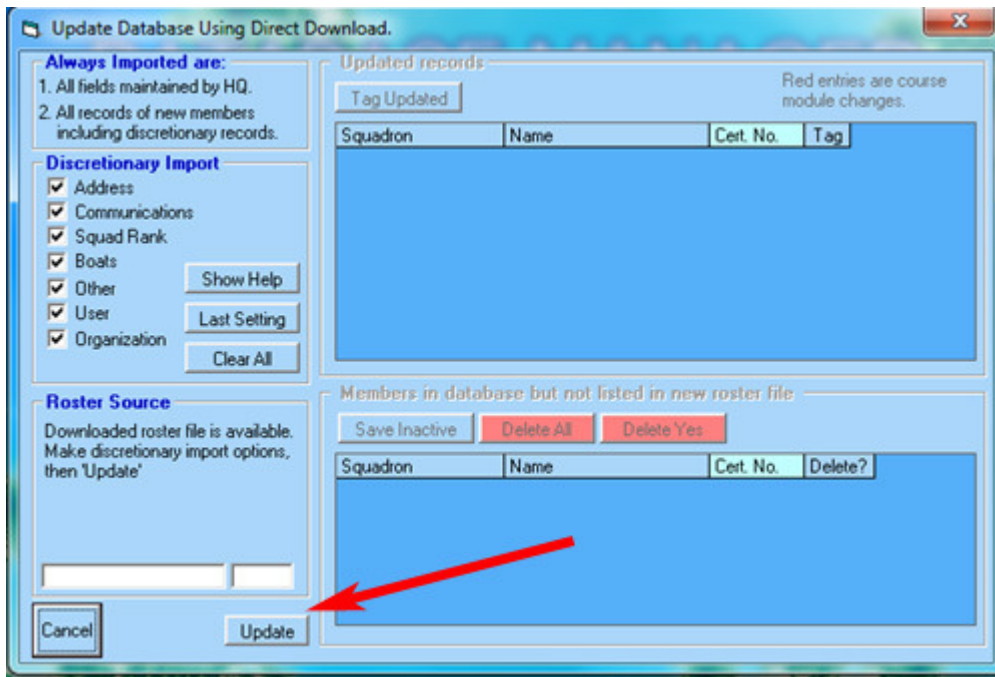 Update Database Using Direct Download.
Always Imported are:
1. All fields maintained by HQ.
2. All records of new members
including discretionary records.
Discretionary Import
Address
Communications
Squad Rank
Boats
Other
User
Organization
Show Help
Last Setting
Clear All
Roster Source
Downloaded roster file is available.
Make discretionary import options,
then 'Update'
Cancel
Update
Updated records
Tag Updated
Red entries are course
module changes.
Squadron Name Cert. No. Tag
Members in database but not listed in new roster file
Save Inactive Delete All Delete Yes
Squadron Name Cert. No. Delete?